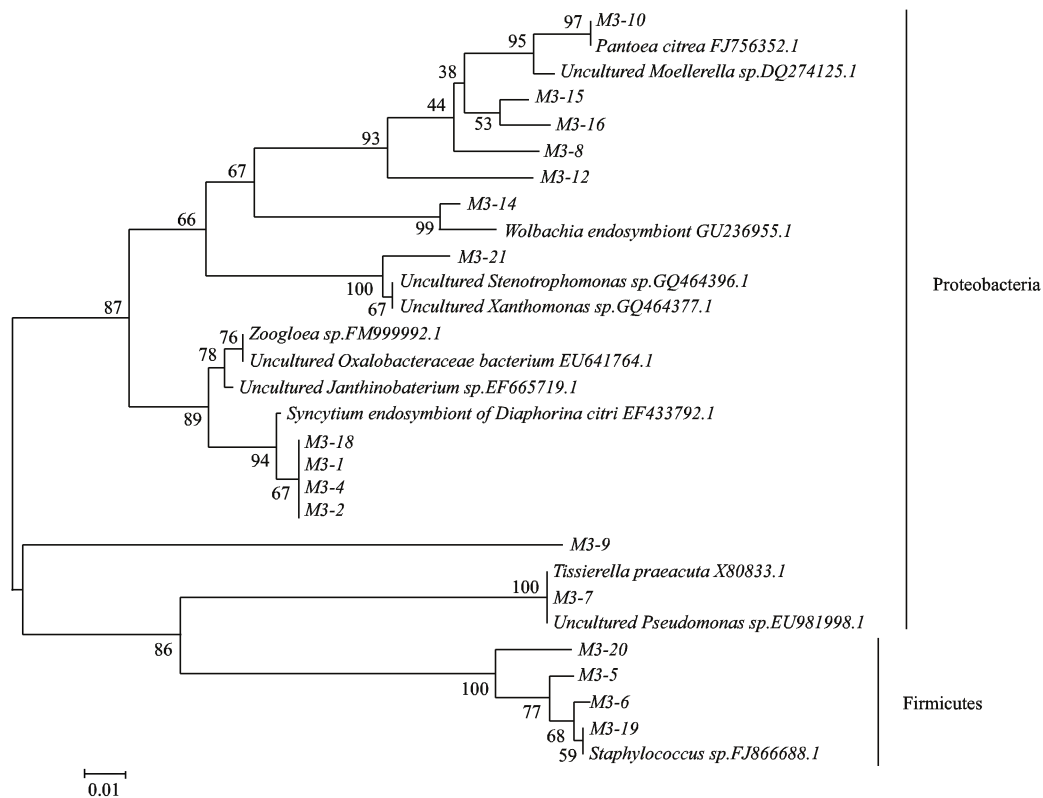 97
M3-10
Pantoea citrea FJ756352.1
95
Uncultured Moellerella sp.DQ274125.1
38
M3-15
44
53
M3-16
93
M3-8
67
M3-12
M3-14
66
99
Wolbachia endosymbiont GU236955.1
M3-21
100
Uncultured Stenotrophomonas sp.GQ464396.1
67
Uncultured Xanthomonas sp.GQ464377.1
Proteobacteria
87
76
Zoogloea sp.FM999992.1
78
Uncultured Oxalobacteraceae bacterium EU641764.1
Uncultured Janthinobaterium sp.EF665719.1
89
Syncytium endosymbiont of Diaphorina citri EF433792.1
M3-18
94
M3-1
67
M3-4
M3-2
M3-9
Tissierella praeacuta X80833.1
100
M3-7
Uncultured Pseudomonas sp.EU981998.1
86
M3-20
100
M3-5
77
M3-6
Firmicutes
68
M3-19
59
Staphylococcus sp.FJ866688.1
0.01